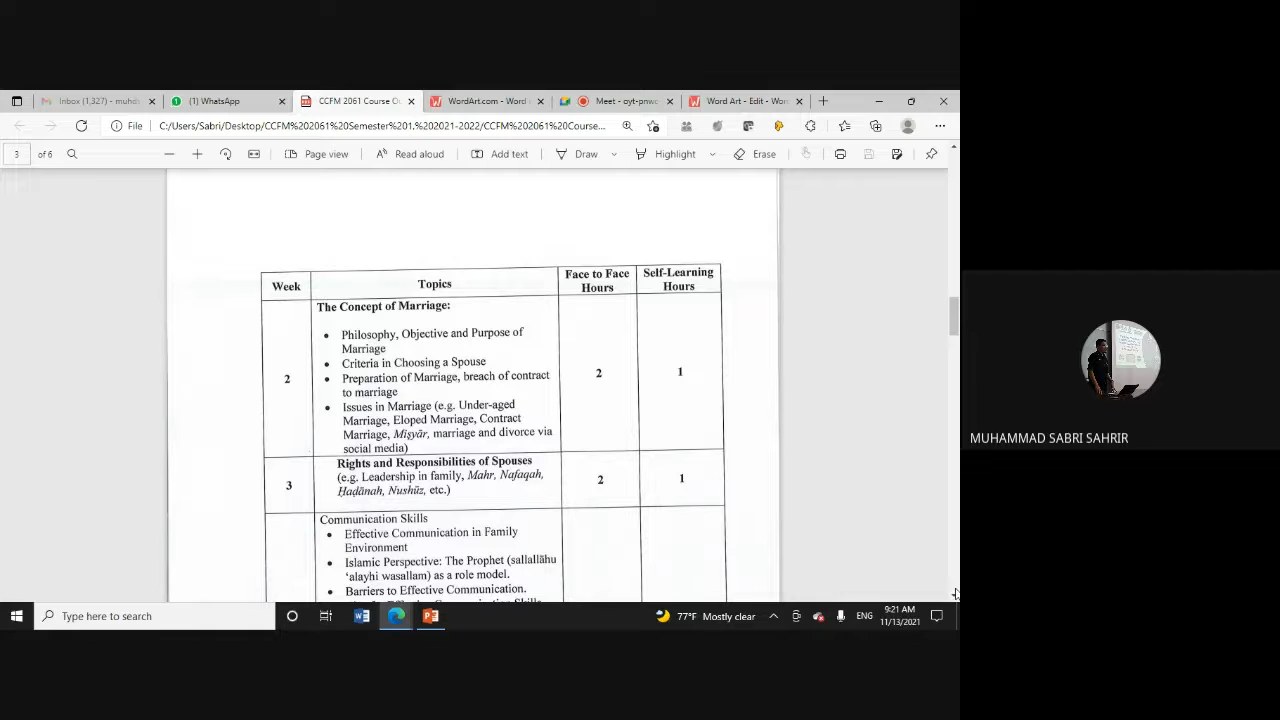 Inbox (1,327) - muhds
(1) WhatsApp
CCFM 2061 Course Ou
WordArt.com - Word
Meet - oyt-pnwc
Word Art - Edit - Wor
File
C:/Users/Sabri/Desktop/CCFM%202061%20Semester%201,%202021-2022/CCFM%202061%20Course...
3 of 6
Page view
Read aloud
Add text
Draw
Highlight
Erase
Week
Topics
Face to Face
Hours
Self-Learning
Hours
2
The Concept of Marriage:
• Philosophy, Objective and Purpose of
Marriage
• Criteria in Choosing a Spouse
• Preparation of Marriage, breach of contract
to marriage
• Issues in Marriage (e.g. Under-aged
Marriage, Eloped Marriage, Contract
Marriage, Misyār, marriage and divorce via
social media)
2
1
3
Rights and Responsibilities of Spouses
(e.g. Leadership in family, Mahr, Nafaqah,
Ḥaḍānah, Nushūz, etc.)
2
1
Communication Skills
• Effective Communication in Family
Environment
• Islamic Perspective: The Prophet (sallallāhu
‘alayhi wasallam) as a role model.
• Barriers to Effective Communication.
MUHAMMAD SABRI SAHRIR
Type here to search
77°F Mostly clear
ENG
9:21 AM
11/13/2021